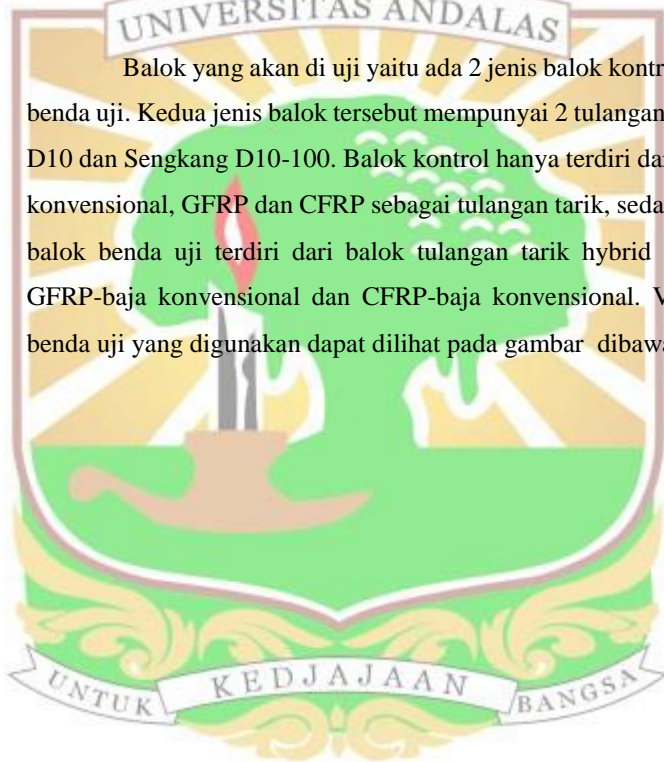 UNIVERSITAS ANDALAS
Balok yang akan di uji yaitu ada 2 jenis balok kontr
benda uji. Kedua jenis balok tersebut mempunyai 2 tulangan
D10 dan Sengkang D10-100. Balok kontrol hanya terdiri dar
konvensional, GFRP dan CFRP sebagai tulangan tarik, seda
balok benda uji terdiri dari balok tulangan tarik hybrid
GFRP-baja konvensional dan CFRP-baja konvensional. V
benda uji yang digunakan dapat dilihat pada gambar dibawa
UNTUK KEDJAJAAN BANGSA